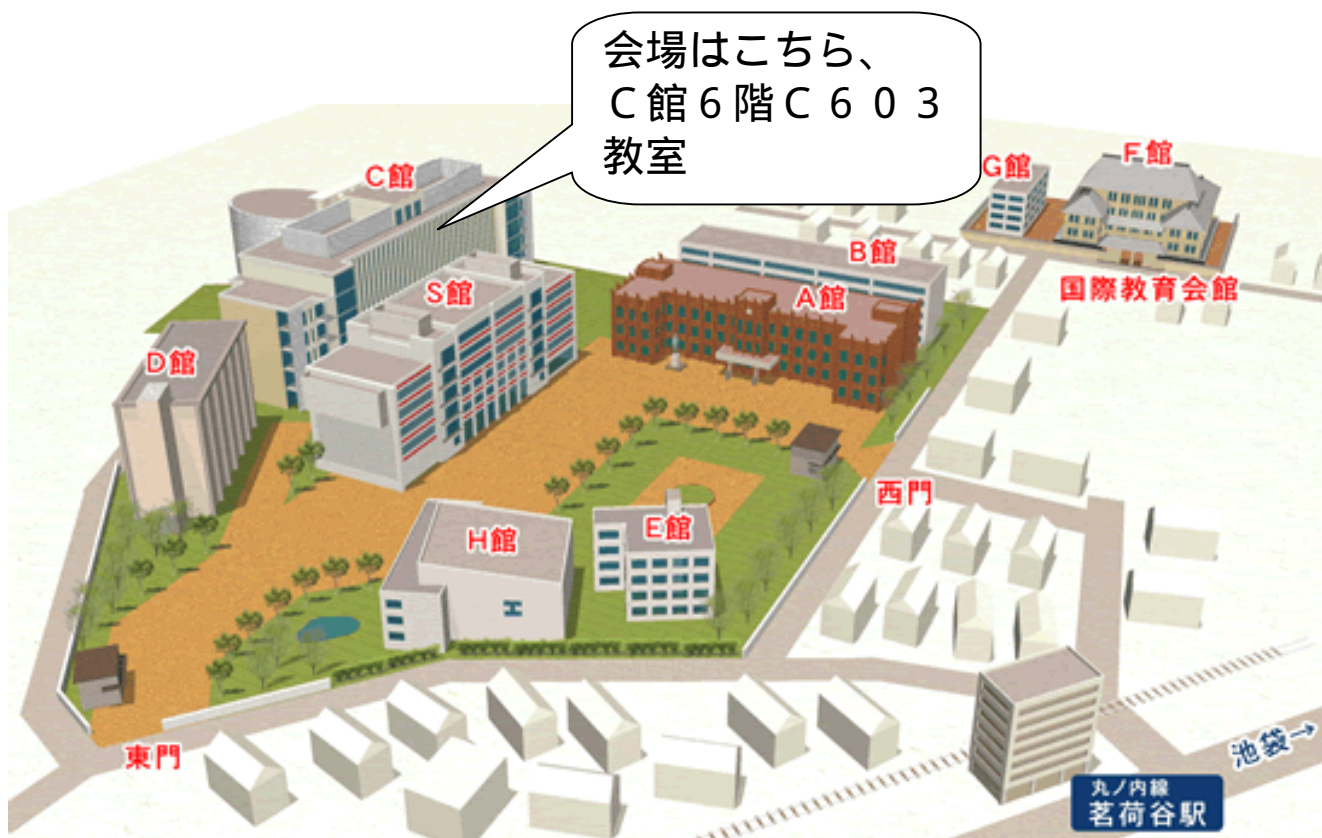 会場はこちら、
Ｃ館６階Ｃ６０３
教室
C館
G館
F館
B館
国際教育会館
S館
A館
D館
西門
E館
H館
東門
池袋→
丸ノ内線
茗荷谷駅